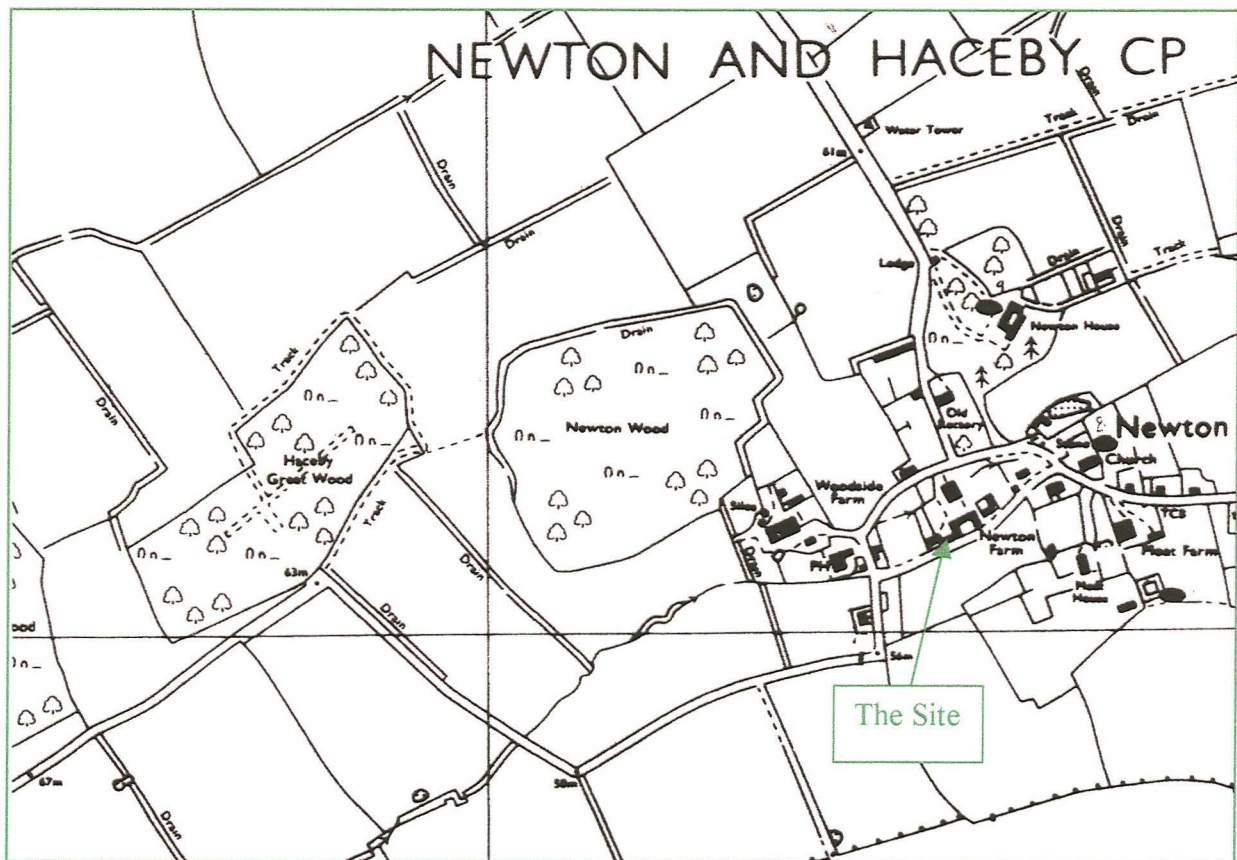 NEWTON AND HACEBY CP
Drain
Track
Drain
Water Tower
61m
Drain
Drain
Drain
Lodge
Drain
Track
Newton House
Drain
Track
Drain
Newton Wood
Old Rectory
Newton
Church
Haceby
Great Wood
Woodside
Farm
Silos
Track
Newton
Farm
TCB
Moat Farm
PH
Moat
House
Drain
Drain
63m
Drain
56m
The Site
67m
58m
Drain